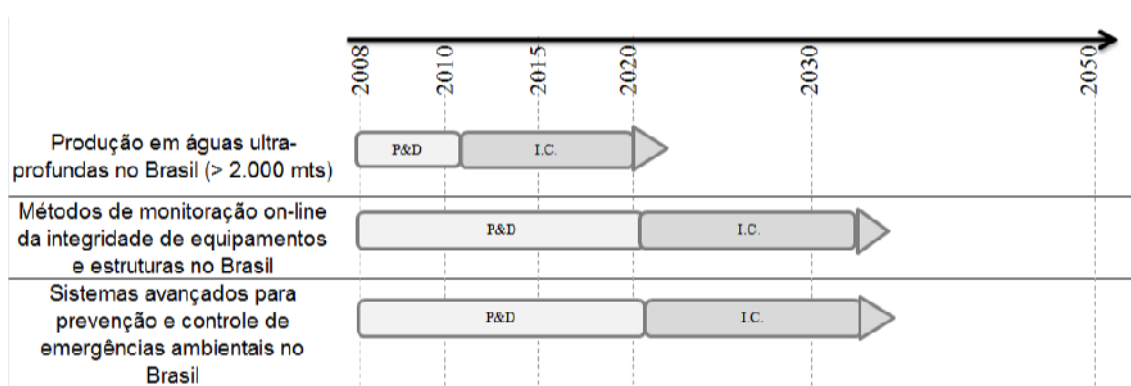 2008 2010 2015 2020 2030 2050
Produção em águas ultra-
profundas no Brasil (> 2.000 mts)
P&D I.C.
Métodos de monitoração on-line
da integridade de equipamentos
e estruturas no Brasil
P&D I.C.
Sistemas avançados para
prevenção e controle de
emergências ambientais no
Brasil
P&D I.C.